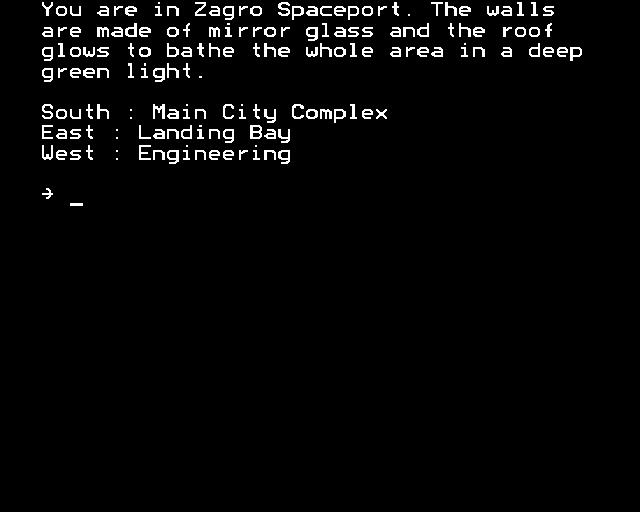 You are in Zagro Spaceport. The walls
are made of mirror glass and the roof
glows to bathe the whole area in a deep
green light.
South : Main City Complex
East : Landing Bay
West : Engineering
→ _